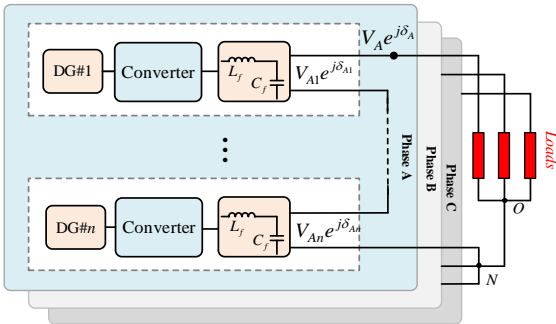 V_A e^{jδ_A}
DG#1
Converter
L_f
C_f
V_{A1} e^{jδ_{A1}}
Phase A
Phase B
Phase C
Loads
O
DG#n
Converter
L_f
C_f
V_{An} e^{jδ_{An}}
N